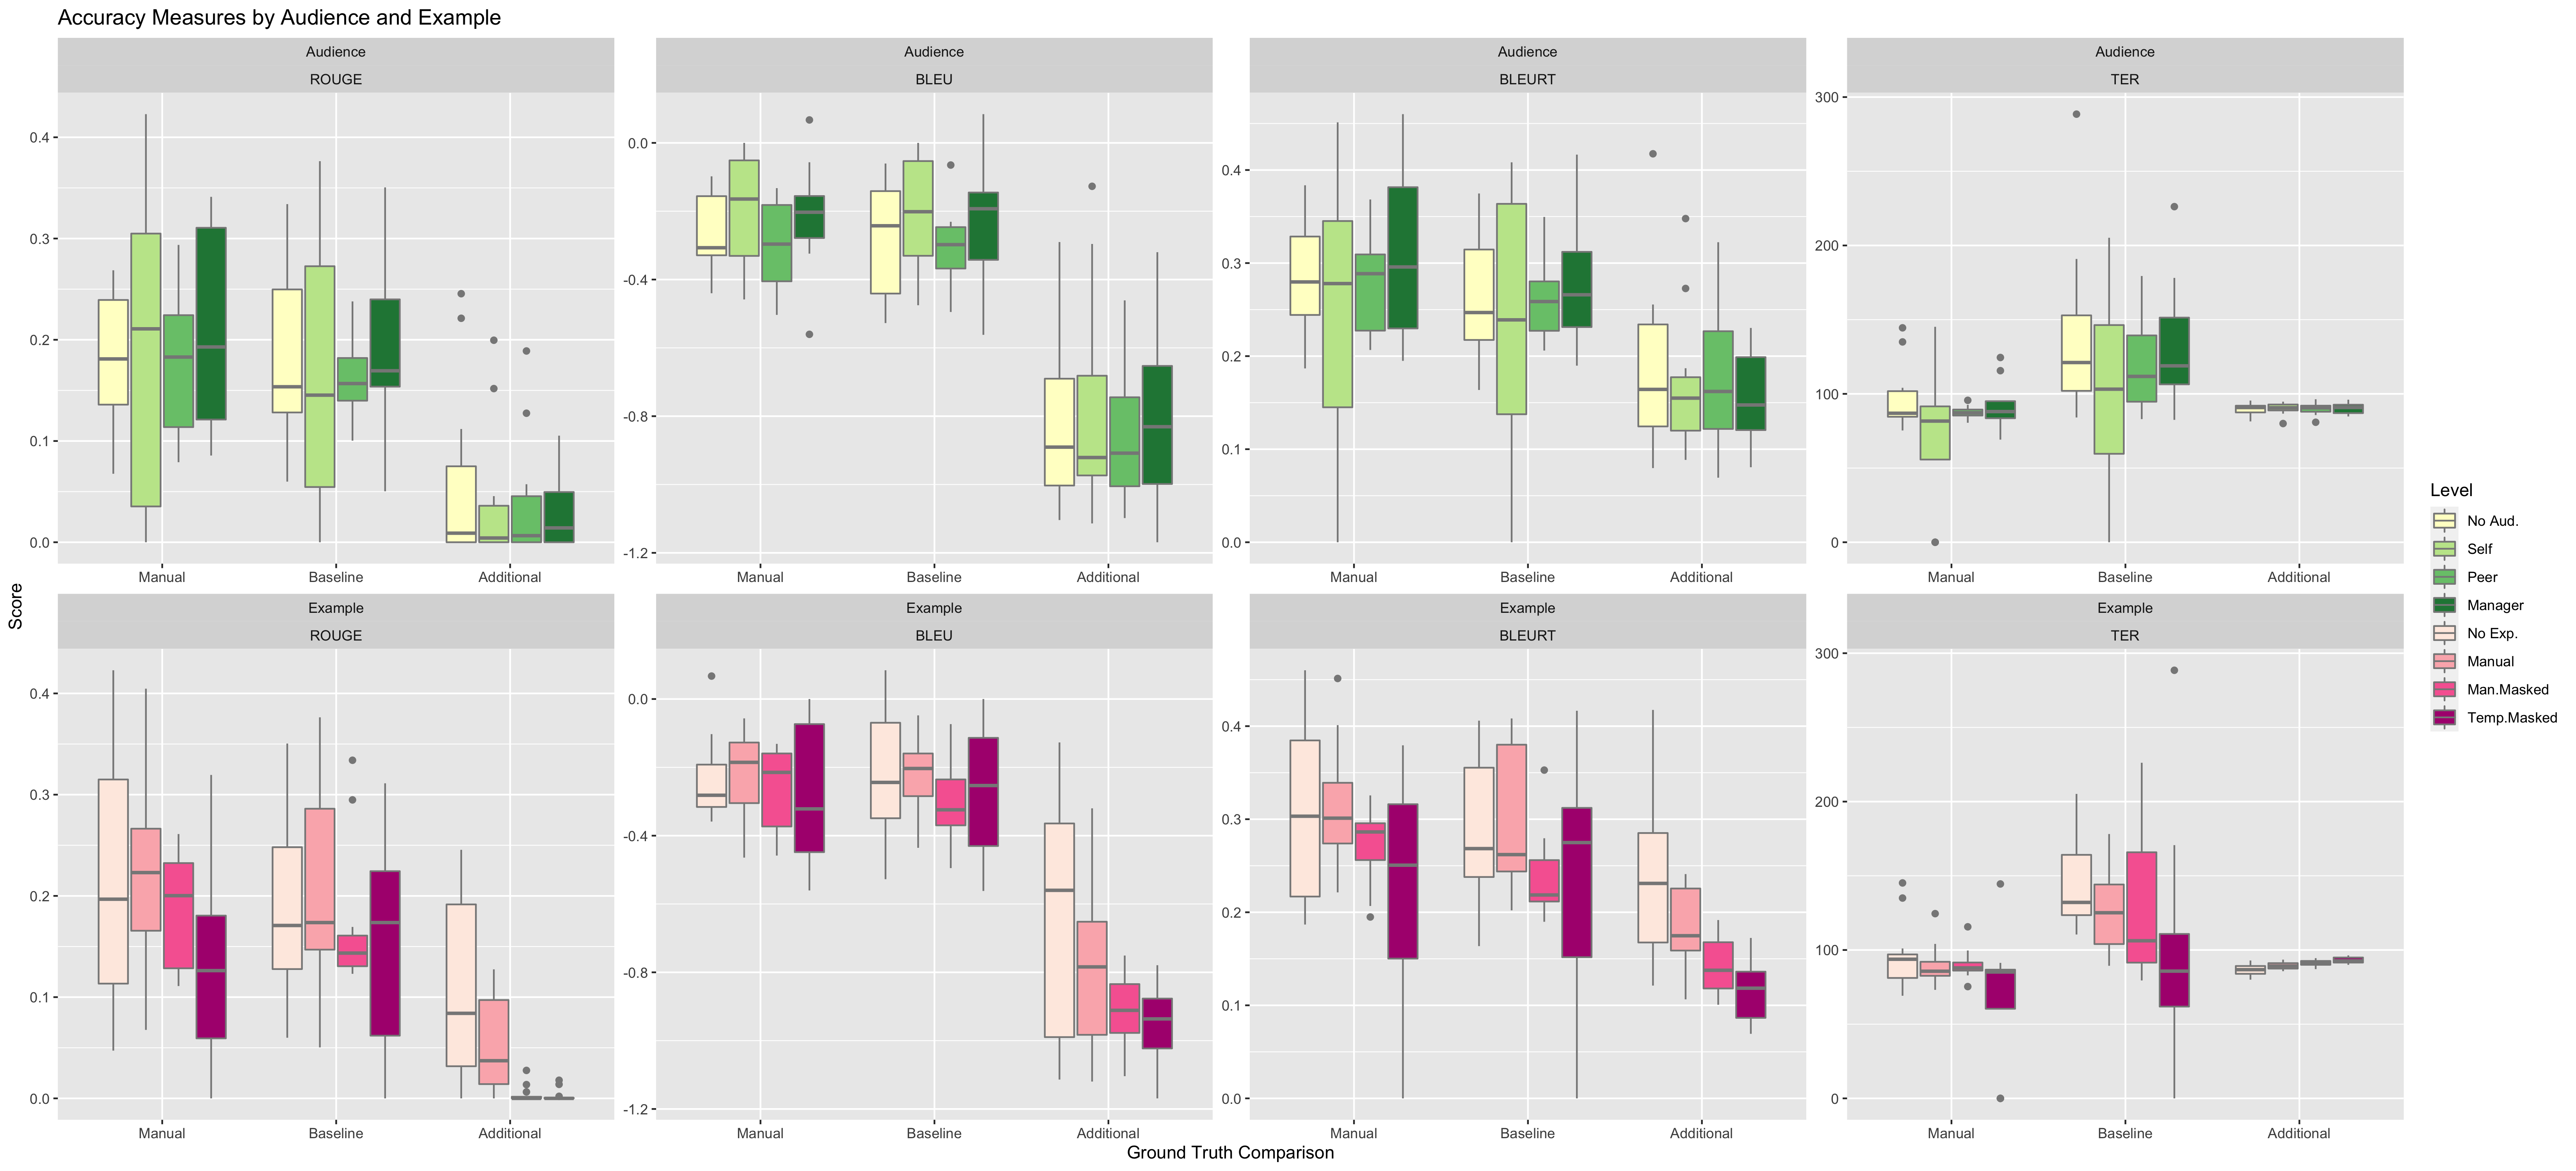 Accuracy Measures by Audience and Example
Audience
ROUGE
0.4
0.3
0.2
0.1
0.0
Manual Baseline Additional
Audience
BLEU
0.0
-0.4
-0.8
-1.2
Manual Baseline Additional
Audience
BLEURT
0.4
0.3
0.2
0.1
0.0
Manual Baseline Additional
Audience
TER
300
200
100
0
Manual Baseline Additional
Score
Example
ROUGE
0.4
0.3
0.2
0.1
0.0
Manual Baseline Additional
Example
BLEU
0.0
-0.4
-0.8
-1.2
Manual Baseline Additional
Example
BLEURT
0.4
0.3
0.2
0.1
0.0
Manual Baseline Additional
Example
TER
300
200
100
0
Manual Baseline Additional
Ground Truth Comparison
Level
No Aud.
Self
Peer
Manager
No Exp.
Manual
Man.Masked
Temp.Masked